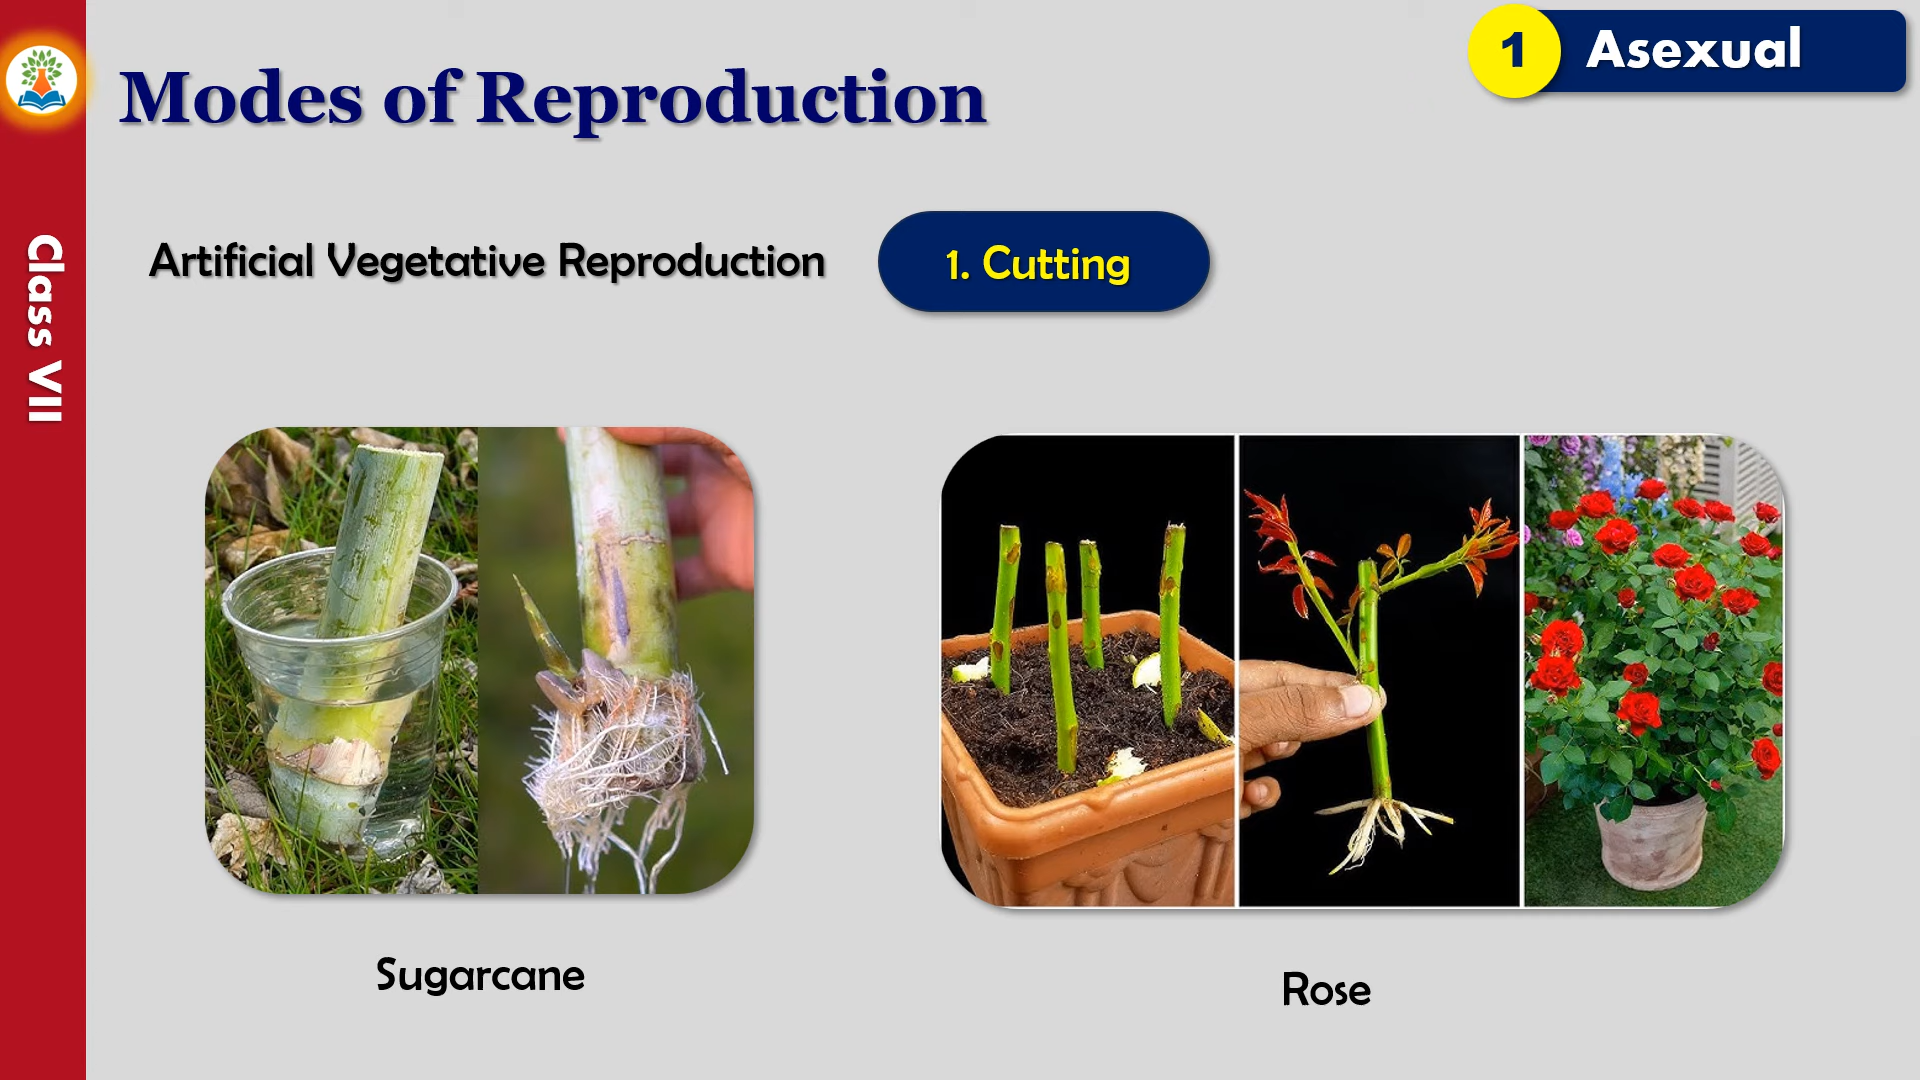 1 Asexual
Modes of Reproduction
Class VII
Artificial Vegetative Reproduction
1. Cutting
Sugarcane
Rose